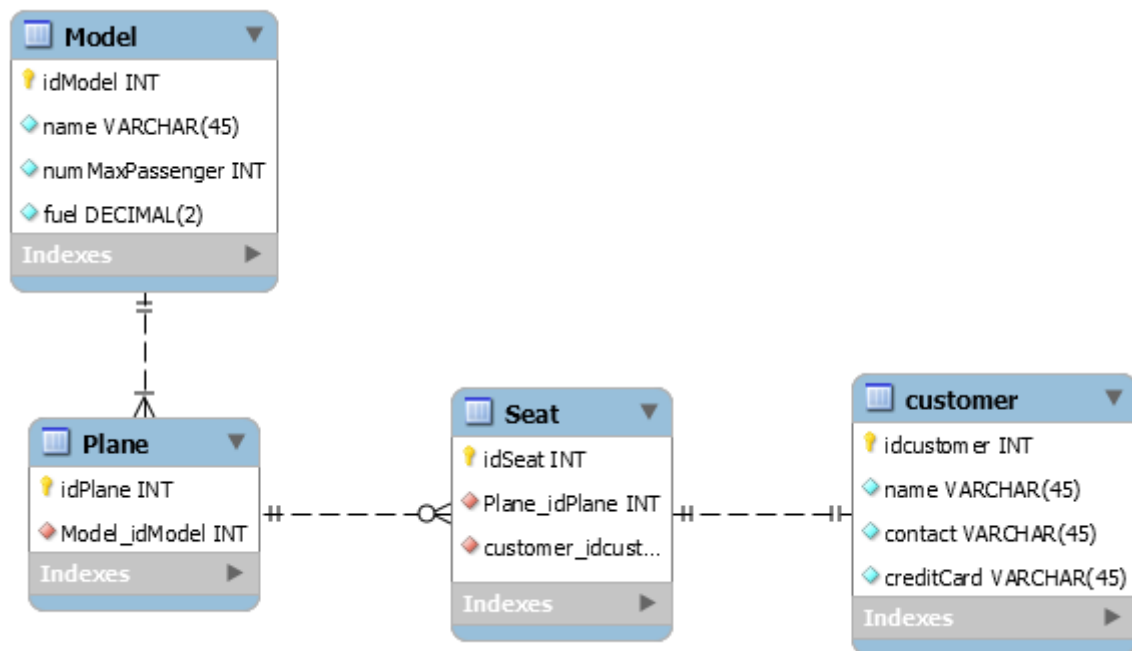 Model
idModel INT
name VARCHAR(45)
numMaxPassenger INT
fuel DECIMAL(2)
Indexes
Plane
idPlane INT
Model_idModel INT
Indexes
Seat
idSeat INT
Plane_idPlane INT
customer_idcust...
Indexes
customer
idcustomer INT
name VARCHAR(45)
contact VARCHAR(45)
creditCard VARCHAR(45)
Indexes